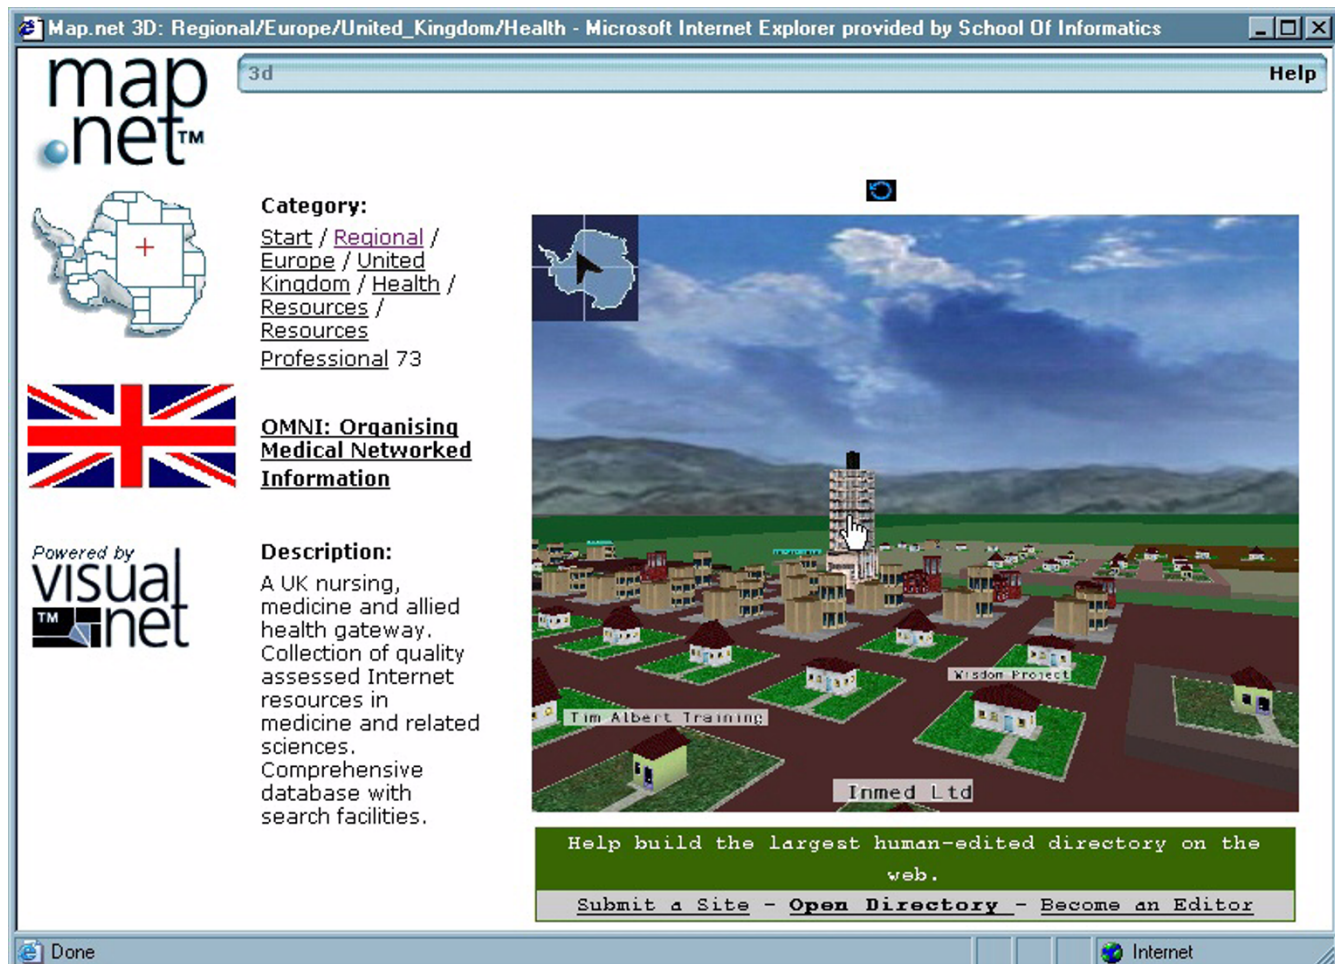 Map.net 3D: Regional/Europe/United_Kingdom/Health - Microsoft Internet Explorer provided by School Of Informatics
map
.net™
3d
Help
Category:
Start / Regional /
Europe / United
Kingdom / Health /
Resources /
Resources
Professional 73
OMNI: Organising
Medical Networked
Information
Description:
A UK nursing,
medicine and allied
health gateway.
Collection of quality
assessed Internet
resources in
medicine and related
sciences.
Comprehensive
database with
search facilities.
Powered by
visual
™ net
Wisdom Project
Tim Albert Training
Inmed Ltd
Help build the largest human-edited directory on the
web.
Submit a Site - Open Directory - Become an Editor
Done
Internet